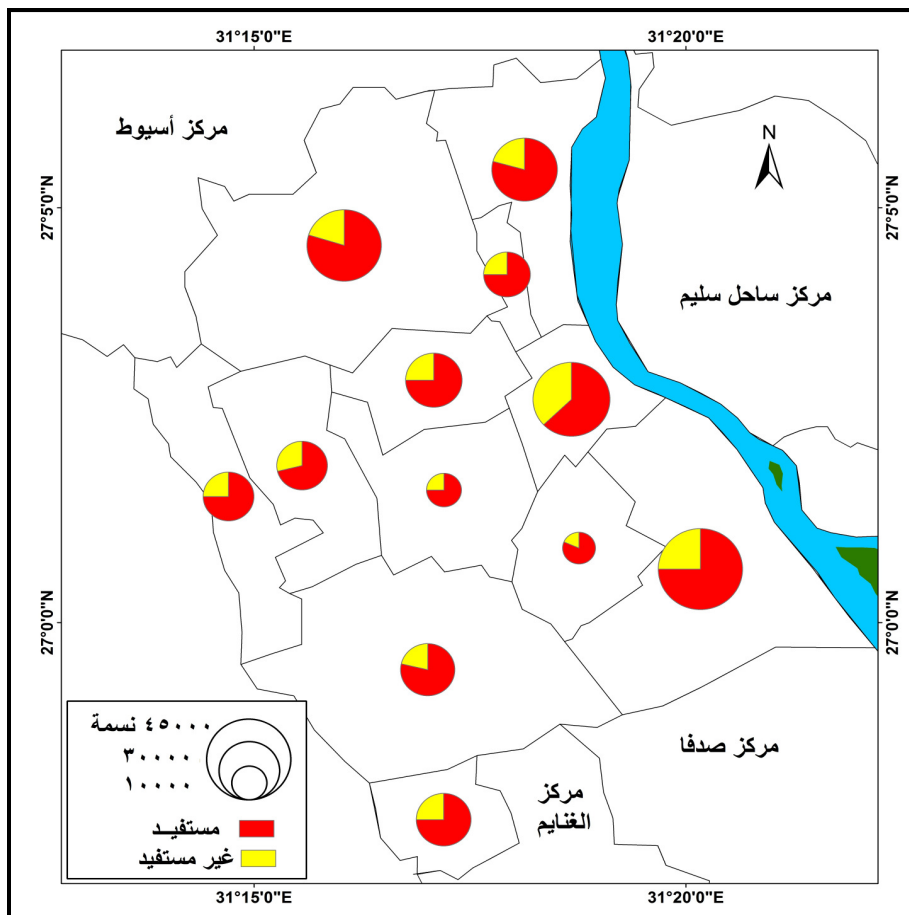 31°15'0"E
31°20'0"E
مركز أسيوط
N
27°5'0"N
27°5'0"N
مركز ساحل سليم
27°0'0"N
27°0'0"N
مركز صدفا
مركز
الغنايم
٤٥٠٠٠ نسمة
٣٠٠٠٠
١٠٠٠٠
مستفيـــد
غير مستفيد
31°15'0"E
31°20'0"E